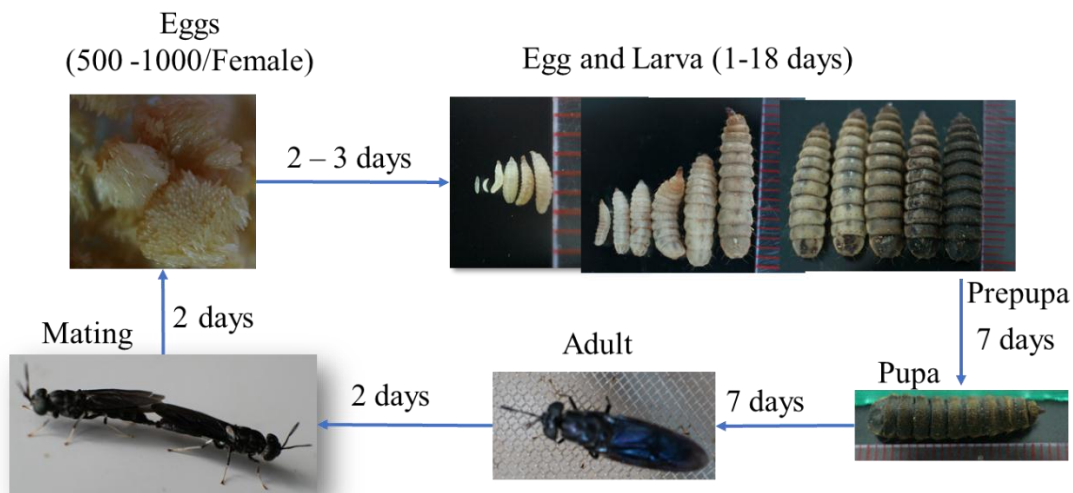 Eggs
(500 -1000/Female)
Egg and Larva (1-18 days)
2 – 3 days
Prepupa
7 days
2 days
Mating
Adult
Pupa
2 days
7 days